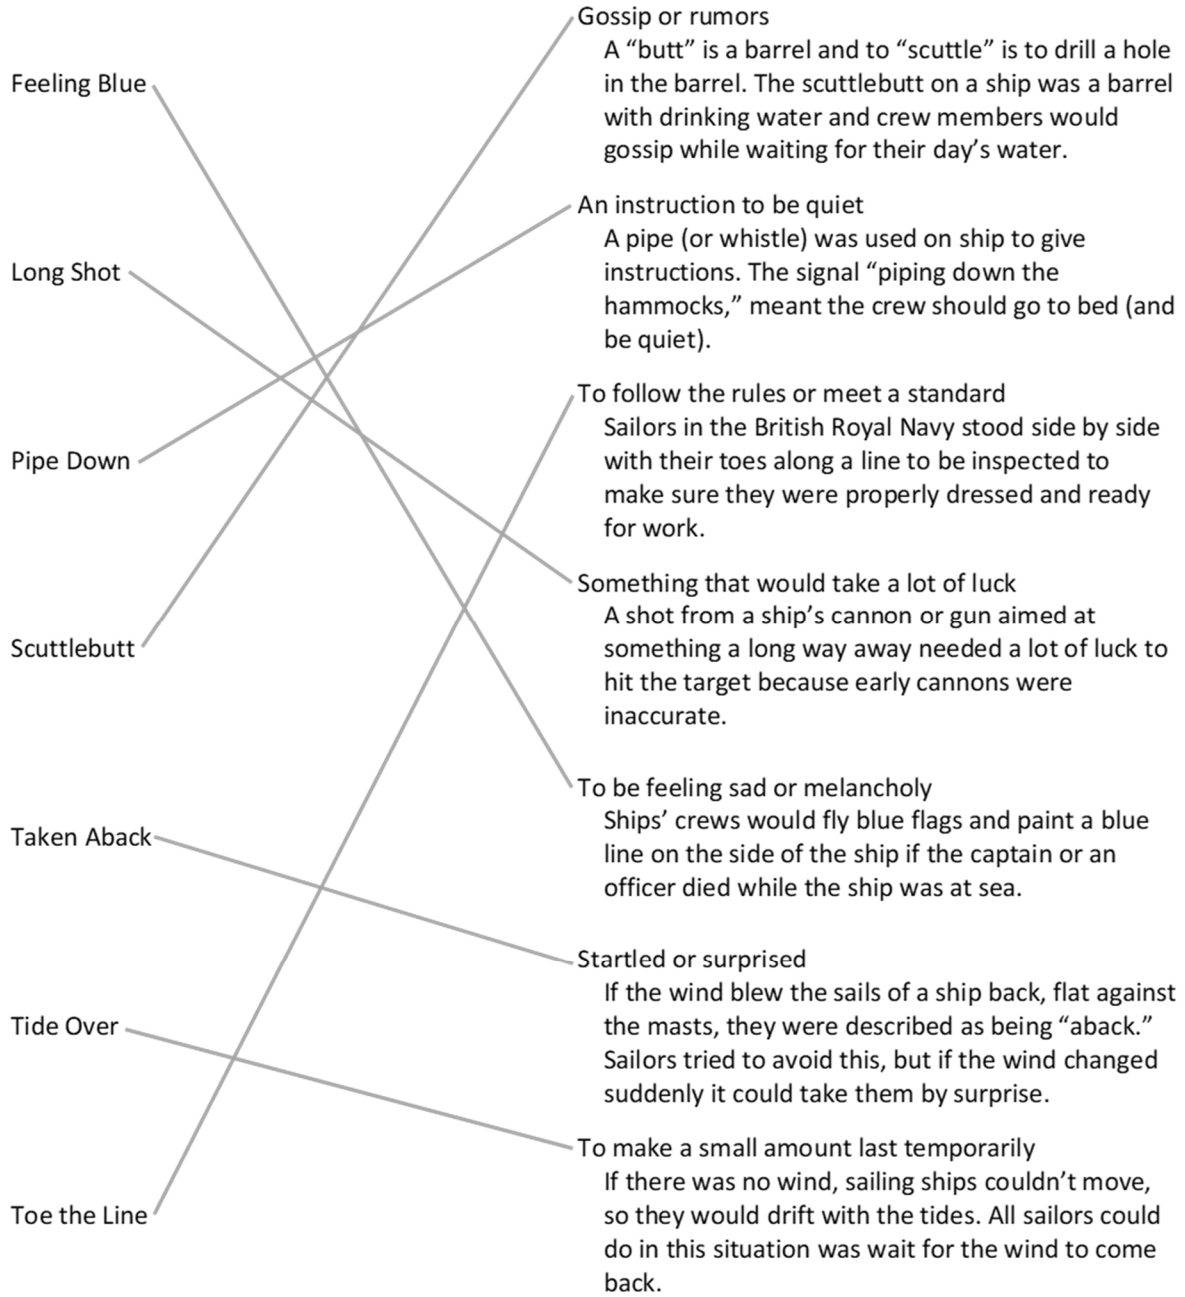 Feeling Blue
Long Shot
Pipe Down
Scuttlebutt
Taken Aback
Tide Over
Toe the Line
Gossip or rumors
A “butt” is a barrel and to “scuttle” is to drill a hole
in the barrel. The scuttlebutt on a ship was a barrel
with drinking water and crew members would
gossip while waiting for their day’s water.
An instruction to be quiet
A pipe (or whistle) was used on ship to give
instructions. The signal “piping down the
hammocks,” meant the crew should go to bed (and
be quiet).
To follow the rules or meet a standard
Sailors in the British Royal Navy stood side by side
with their toes along a line to be inspected to
make sure they were properly dressed and ready
for work.
Something that would take a lot of luck
A shot from a ship’s cannon or gun aimed at
something a long way away needed a lot of luck to
hit the target because early cannons were
inaccurate.
To be feeling sad or melancholy
Ships’ crews would fly blue flags and paint a blue
line on the side of the ship if the captain or an
officer died while the ship was at sea.
Startled or surprised
If the wind blew the sails of a ship back, flat against
the masts, they were described as being “aback.”
Sailors tried to avoid this, but if the wind changed
suddenly it could take them by surprise.
To make a small amount last temporarily
If there was no wind, sailing ships couldn’t move,
so they would drift with the tides. All sailors could
do in this situation was wait for the wind to come
back.